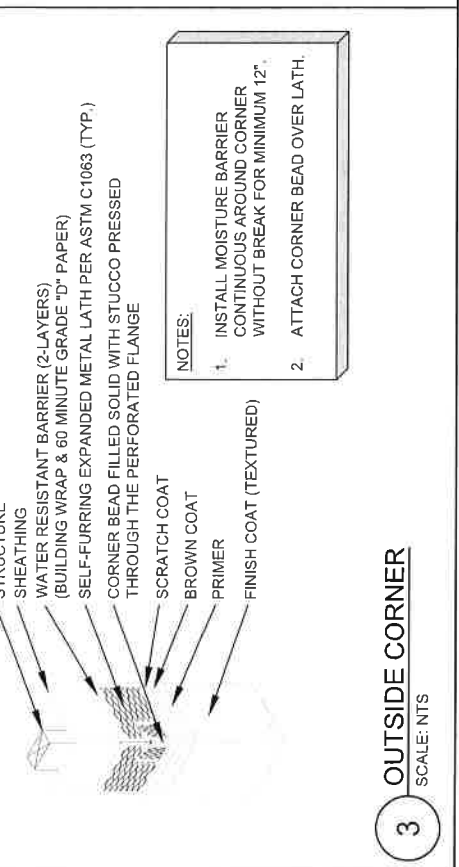 STRUCTURE
SHEATHING
WATER RESISTANT BARRIER (2-LAYERS)
(BUILDING WRAP & 60 MINUTE GRADE "D" PAPER)
SELF-FURRING EXPANDED METAL LATH PER ASTM C1063 (TYP.)
CORNER BEAD FILLED SOLID WITH STUCCO PRESSED
THROUGH THE PERFORATED FLANGE
SCRATCH COAT
BROWN COAT
PRIMER
FINISH COAT (TEXTURED)
NOTES:
1. INSTALL MOISTURE BARRIER
CONTINUOUS AROUND CORNER
WITHOUT BREAK FOR MINIMUM 12".
2. ATTACH CORNER BEAD OVER LATH.
3 OUTSIDE CORNER
SCALE: NTS